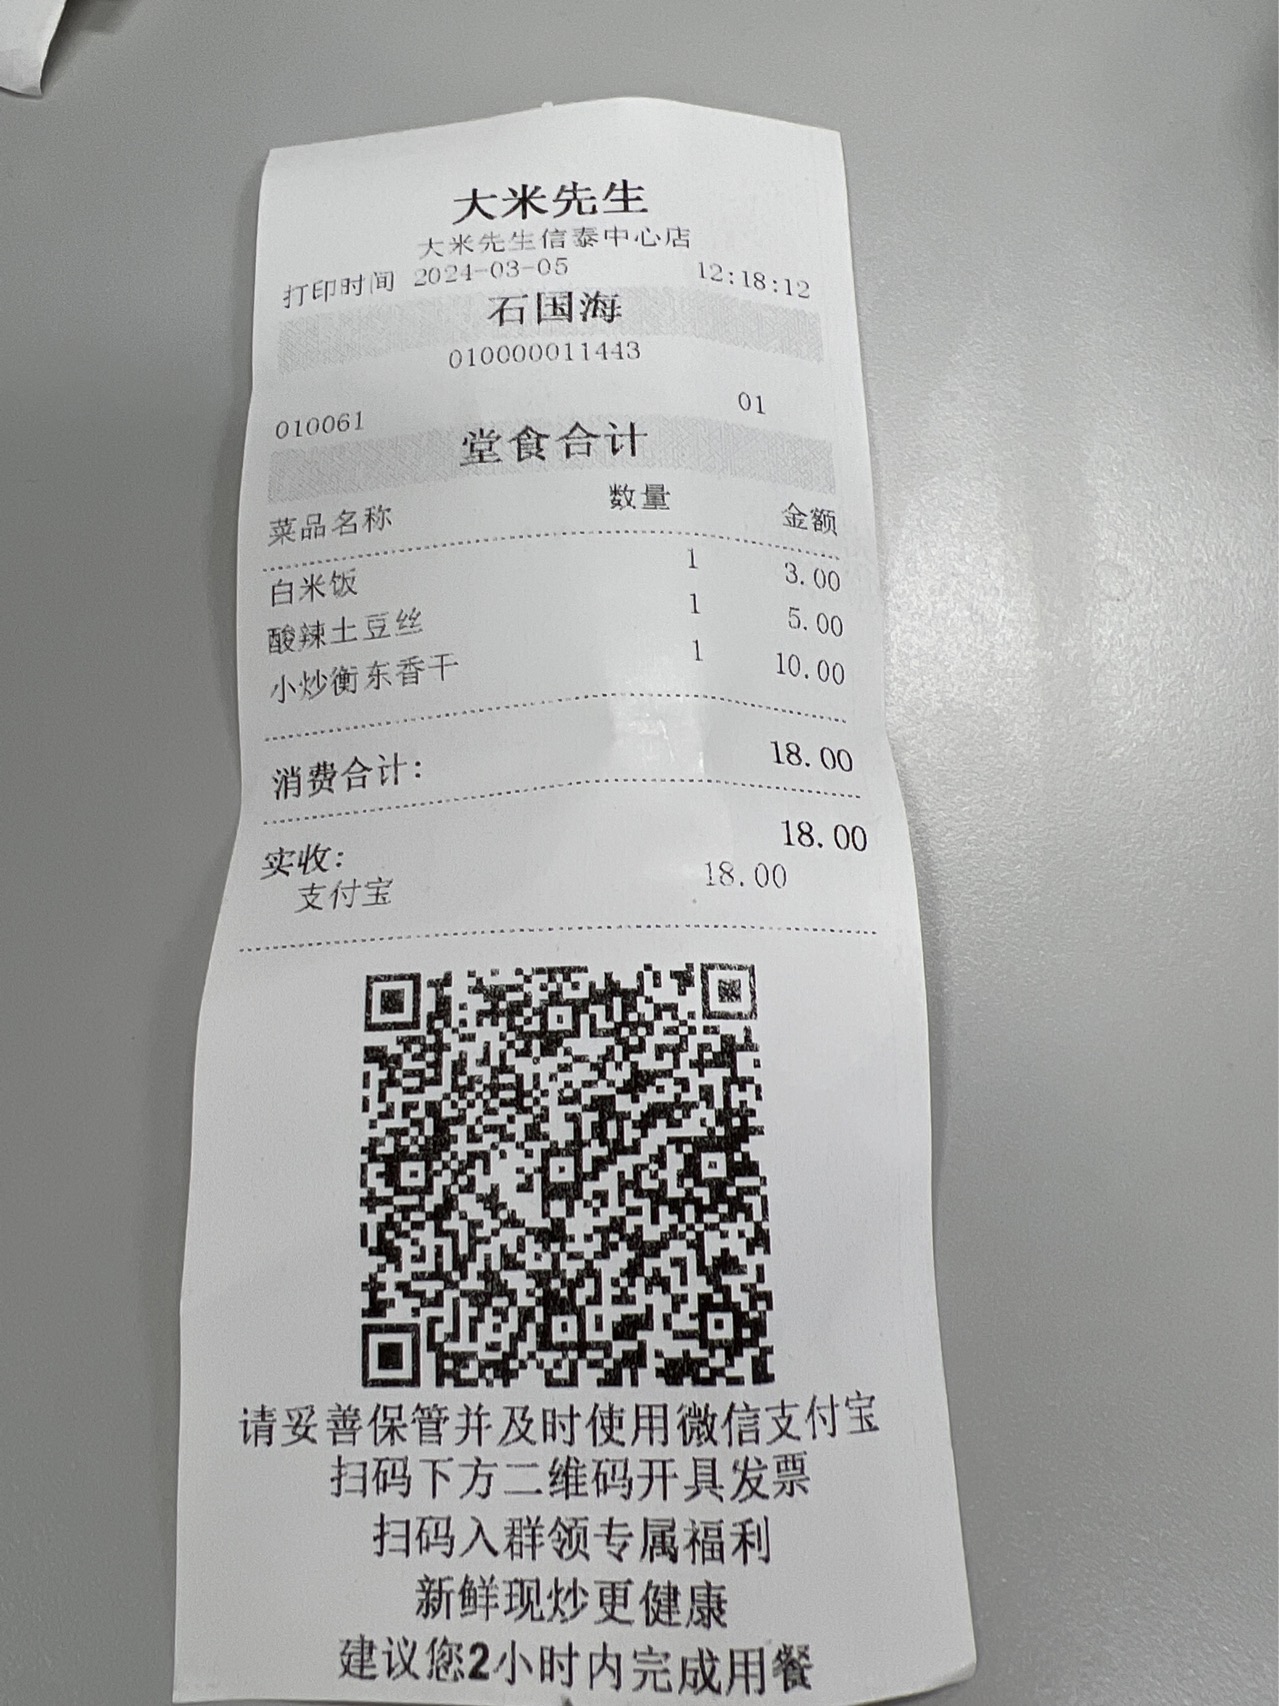 大米先生
大米先生信泰中心店
打印时间 2024-03-05 12:18:12
石国海
010000011443
010061 01
堂食合计
菜品名称 数量 金额
白米饭 1 3.00
酸辣土豆丝 1 5.00
小炒衡东香干 1 10.00
消费合计: 18.00
实收: 18.00
支付宝 18.00
请妥善保管并及时使用微信支付宝
扫码下方二维码开具发票
扫码入群领专属福利
新鲜现炒更健康
建议您2小时内完成用餐